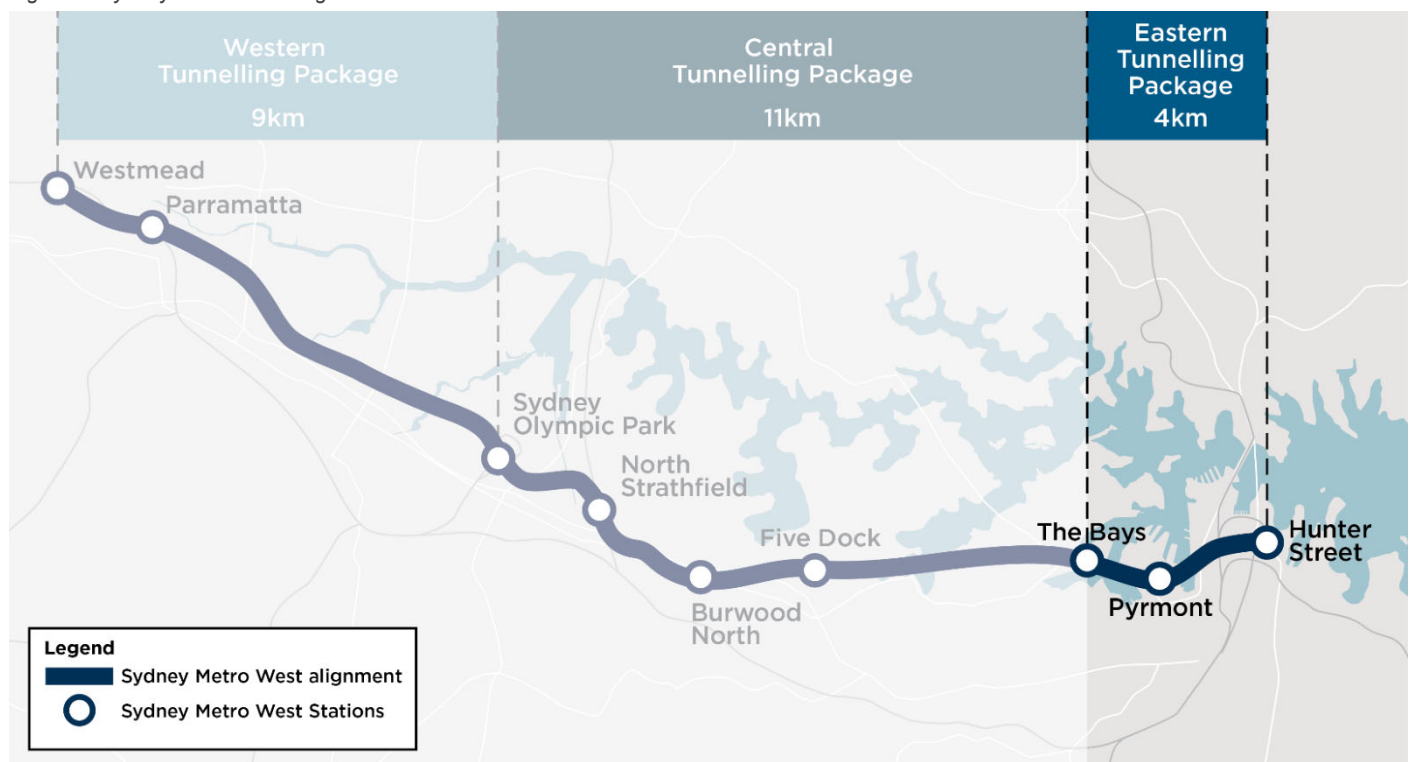 Western
Tunnelling Package
9km
Central
Tunnelling Package
11km
Eastern
Tunnelling
Package
4km
Westmead
Parramatta
Sydney
Olympic Park
North
Strathfield
Five Dock
Burwood
North
The Bays
Pyrmont
Hunter
Street
Legend
Sydney Metro West alignment
Sydney Metro West Stations